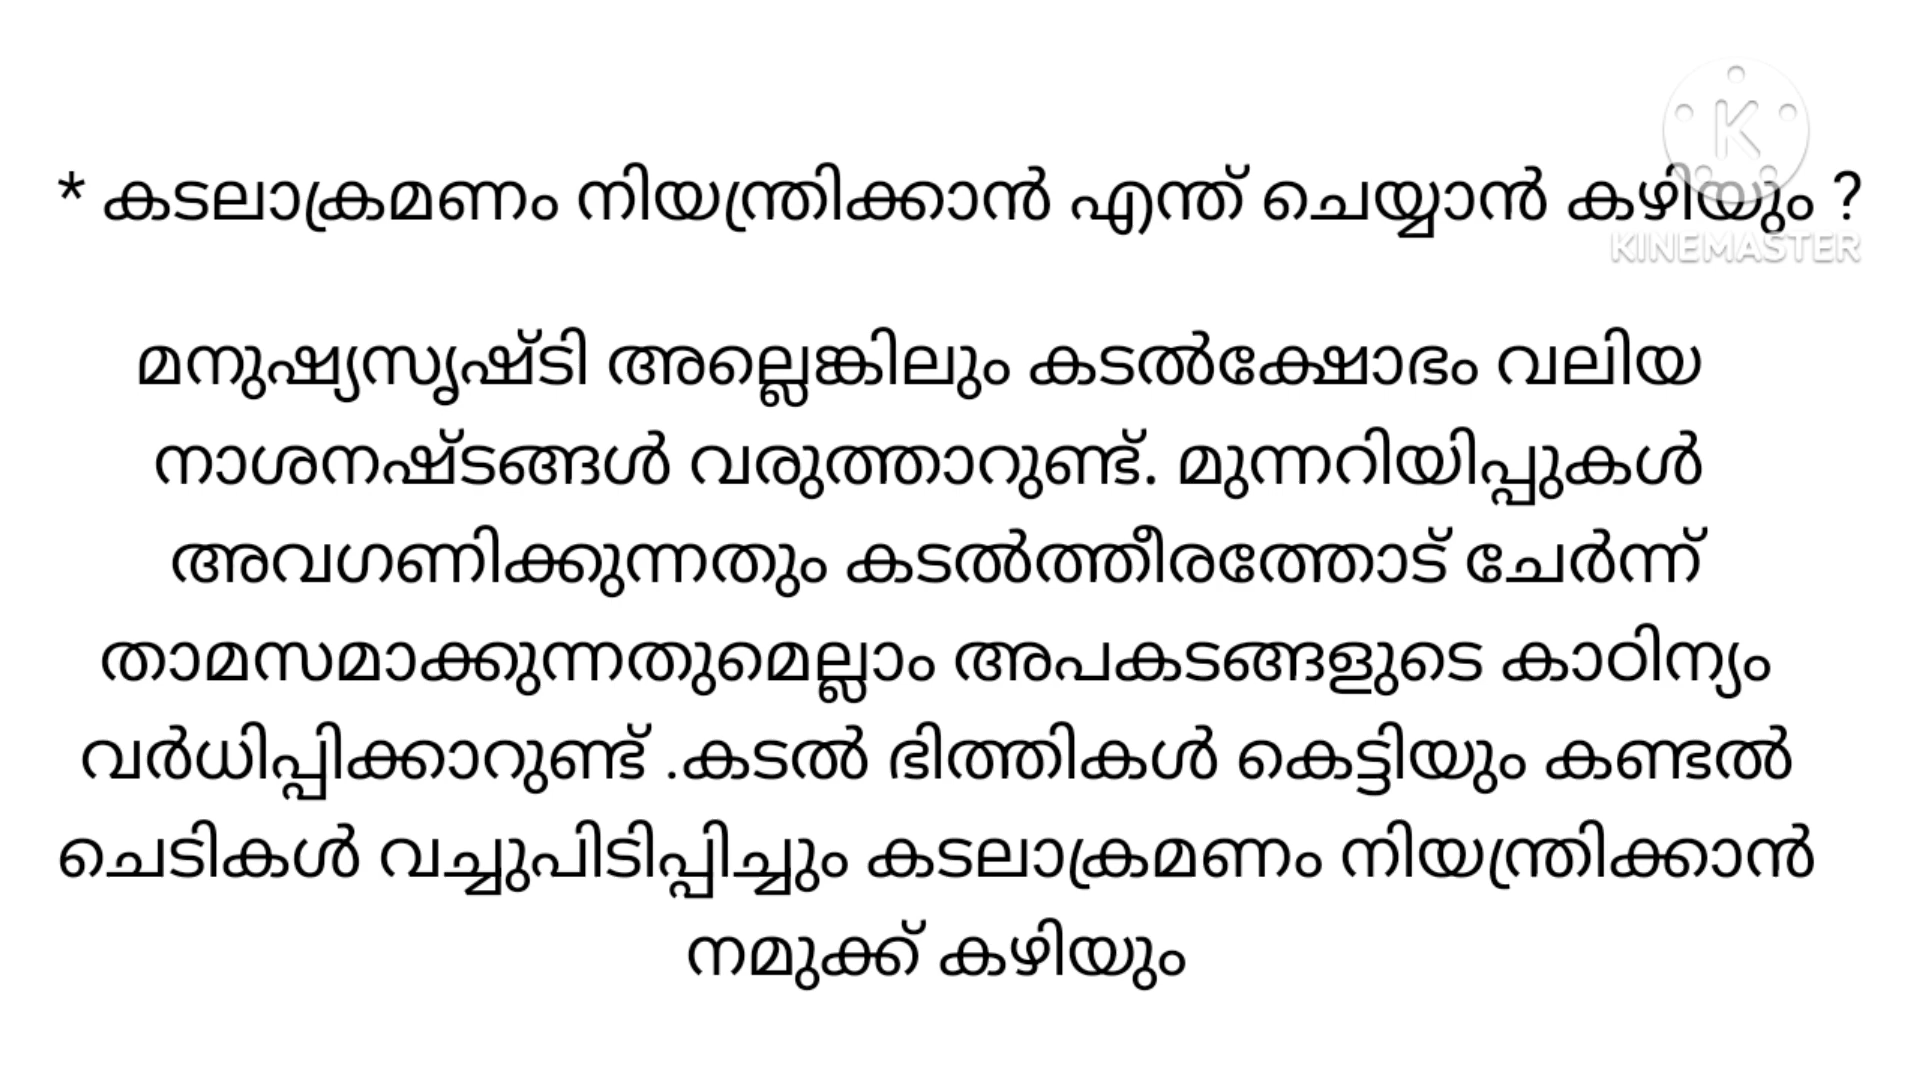 * കടലാക്രമണം നിയന്ത്രിക്കാൻ എന്ത് ചെയ്യാൻ കഴിയും ?
KINEMASTER
മനുഷ്യസൃഷ്ടി അല്ലെങ്കിലും കടൽക്ഷോഭം വലിയ
നാശനഷ്ടങ്ങൾ വരുത്താറുണ്ട്. മുന്നറിയിപ്പുകൾ
അവഗണിക്കുന്നതും കടൽത്തീരത്തോട് ചേർന്ന്
താമസമാക്കുന്നതുമെല്ലാം അപകടങ്ങളുടെ കാഠിന്യം
വർധിപ്പിക്കാറുണ്ട് .കടൽ ഭിത്തികൾ കെട്ടിയും കണ്ടൽ
ചെടികൾ വച്ചുപിടിപ്പിച്ചും കടലാക്രമണം നിയന്ത്രിക്കാൻ
നമുക്ക് കഴിയും